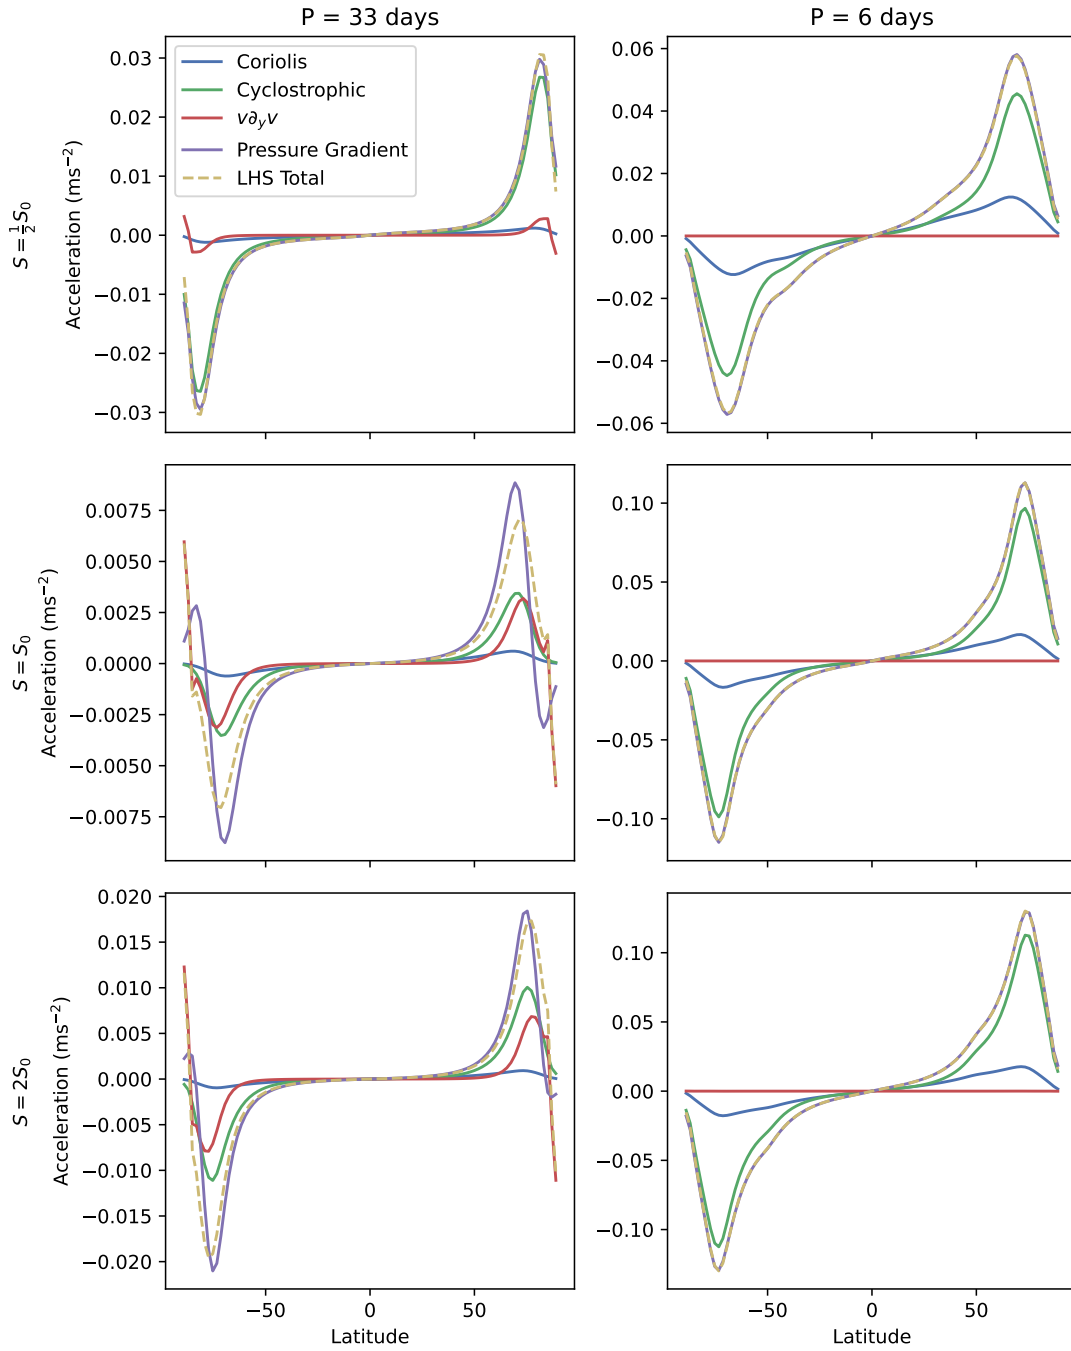 P = 33 days
P = 6 days
Coriolis
Cyclostrophic
v∂_y v
Pressure Gradient
LHS Total
S = ½S₀
Acceleration (ms⁻²)
0.03
0.02
0.01
0.00
−0.01
−0.02
−0.03
0.06
0.04
0.02
0.00
−0.02
−0.04
−0.06
S = S₀
Acceleration (ms⁻²)
0.0075
0.0050
0.0025
0.0000
−0.0025
−0.0050
−0.0075
0.10
0.05
0.00
−0.05
−0.10
S = 2S₀
Acceleration (ms⁻²)
0.020
0.015
0.010
0.005
0.000
−0.005
−0.010
−0.015
−0.020
0.10
0.05
0.00
−0.05
−0.10
−50 0 50
Latitude
−50 0 50
Latitude